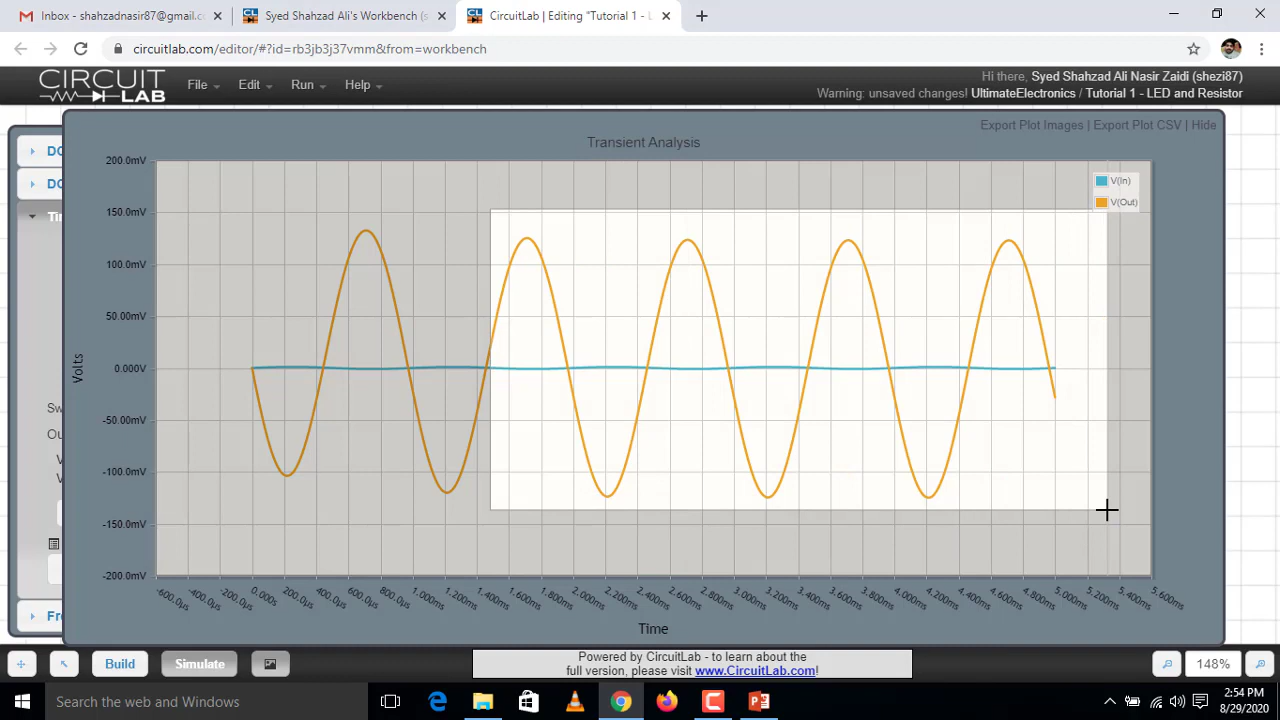 Inbox - shahzadnasir87@gmail.c
Syed Shahzad Ali's Workbench (s
CircuitLab | Editing "Tutorial 1 - L
circuitlab.com/editor/#?id=rb3jb3j37vmm&from=workbench
CIRCUIT
LAB
File Edit Run Help
Hi there, Syed Shahzad Ali Nasir Zaidi (shezi87)
Warning: unsaved changes! UltimateElectronics / Tutorial 1 - LED and Resistor
Export Plot Images | Export Plot CSV | Hide
Transient Analysis
DC
DC
Tim
Sw
Ou
V
V
Fre
V(In)
V(Out)
200.0mV
150.0mV
100.0mV
50.00mV
0.000V
-50.00mV
-100.0mV
-150.0mV
-200.0mV
Volts
-600.0µs -400.0µs -200.0µs 0.000s 200.0µs 400.0µs 600.0µs 800.0µs 1.000ms 1.200ms 1.400ms 1.600ms 1.800ms 2.000ms 2.200ms 2.400ms 2.600ms 2.800ms 3.000ms 3.200ms 3.400ms 3.600ms 3.800ms 4.000ms 4.200ms 4.400ms 4.600ms 4.800ms 5.000ms 5.200ms 5.400ms 5.600ms
Time
Build Simulate
Powered by CircuitLab - to learn about the
full version, please visit www.CircuitLab.com!
148%
Search the web and Windows
2:54 PM
8/29/2020